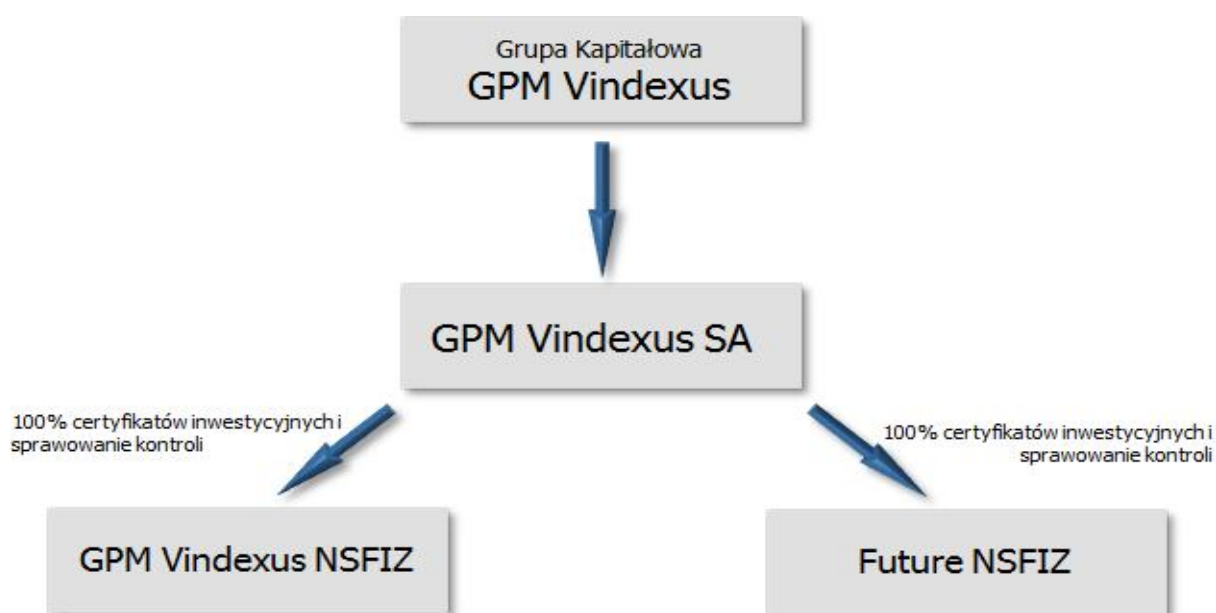 Grupa Kapitałowa
GPM Vindexus
GPM Vindexus SA
100% certyfikatów inwestycyjnych i
sprawowanie kontroli
100% certyfikatów inwestycyjnych i
sprawowanie kontroli
GPM Vindexus NSFIZ
Future NSFIZ